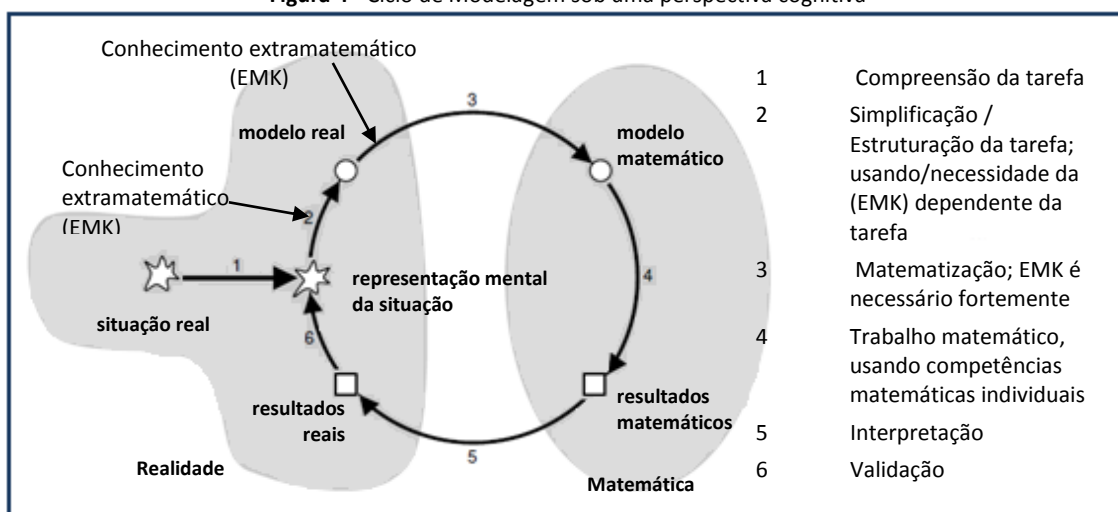 Figura 4 - Ciclo de Modelagem sob uma perspectiva cognitiva
Conhecimento extramatemático
(EMK)
3
modelo real
modelo
matemático
Conhecimento
extramatemático
(EMK)
2
1
representação mental
da situação
4
situação real
6
resultados
reais
resultados
matemáticos
5
Realidade
Matemática
1 Compreensão da tarefa
2 Simplificação /
Estruturação da tarefa;
usando/necessidade da
(EMK) dependente da
tarefa
3 Matematização; EMK é
necessário fortemente
4 Trabalho matemático,
usando competências
matemáticas individuais
5 Interpretação
6 Validação